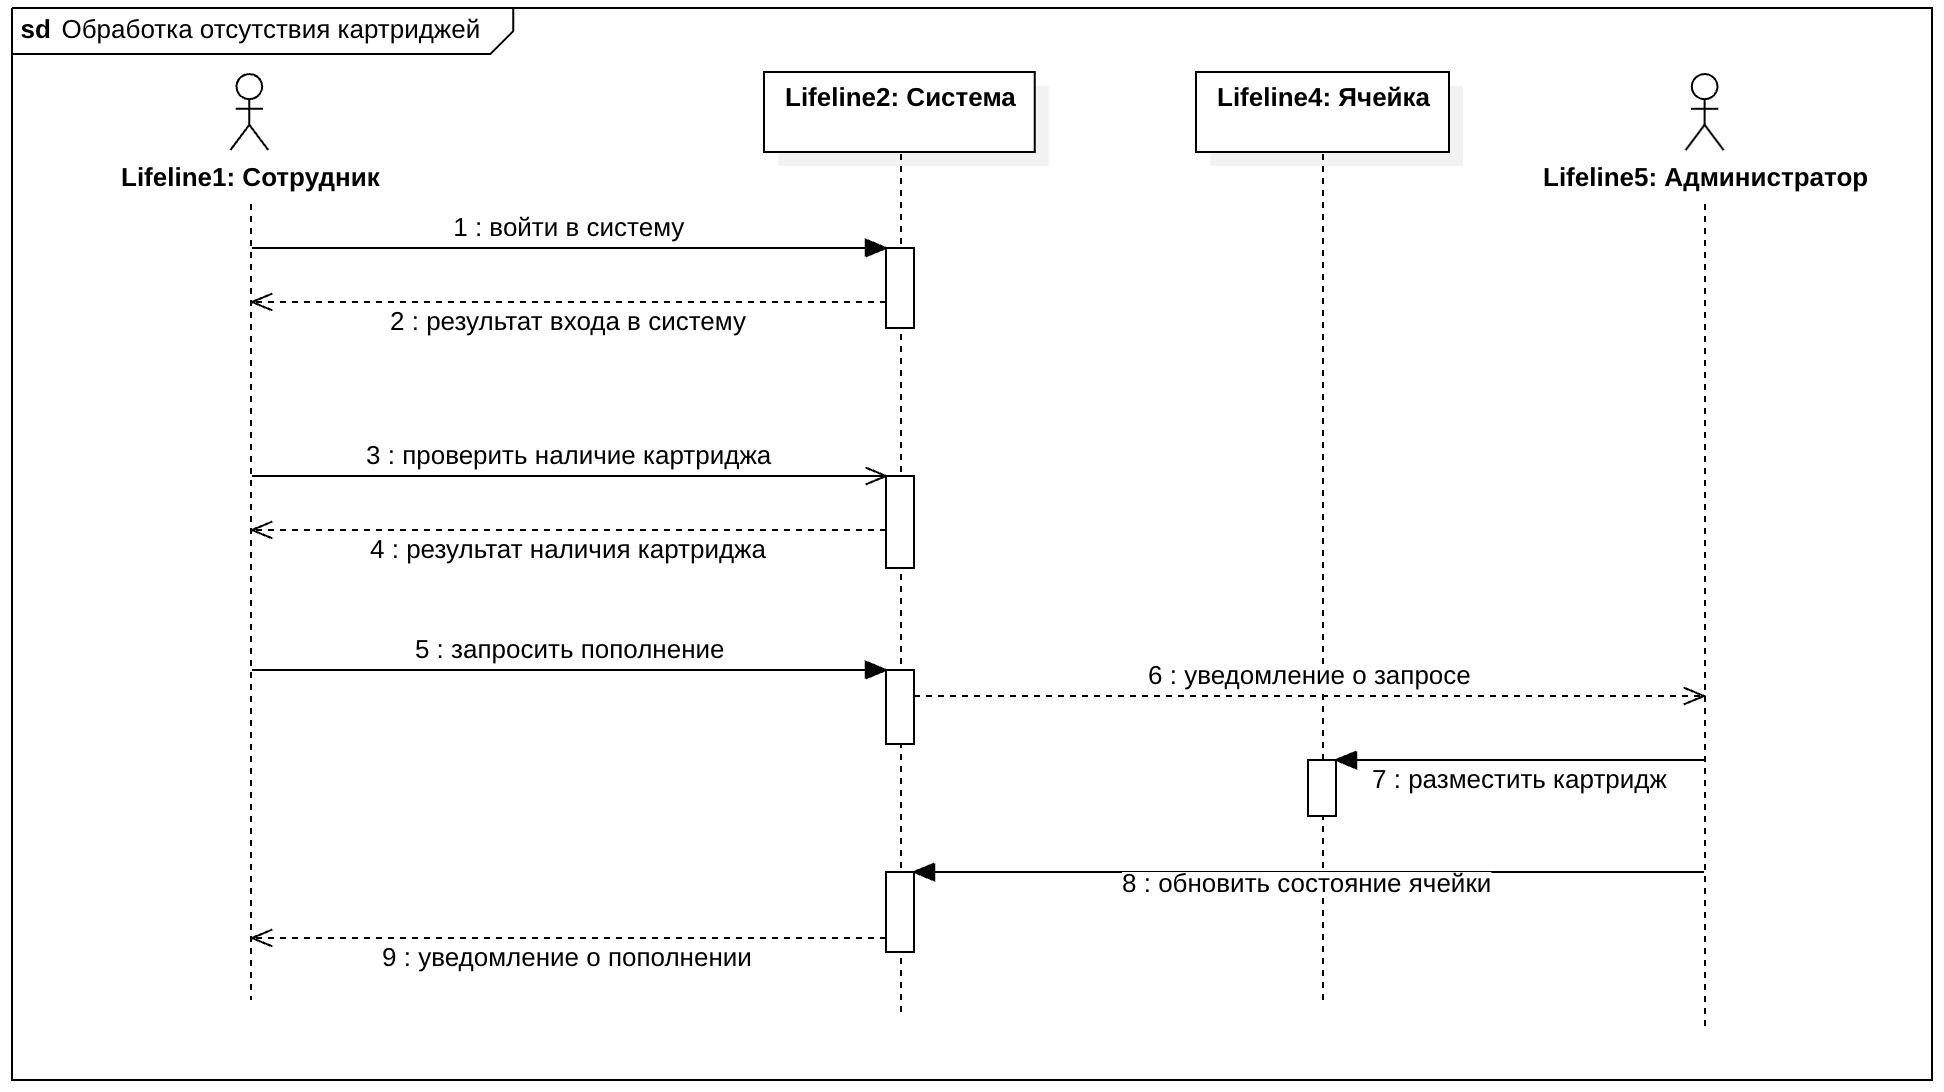 sd Обработка отсутствия картриджей
Lifeline2: Система
Lifeline4: Ячейка
Lifeline1: Сотрудник
Lifeline5: Администратор
1 : войти в систему
2 : результат входа в систему
3 : проверить наличие картриджа
4 : результат наличия картриджа
5 : запросить пополнение
6 : уведомление о запросе
7 : разместить картридж
8 : обновить состояние ячейки
9 : уведомление о пополнении